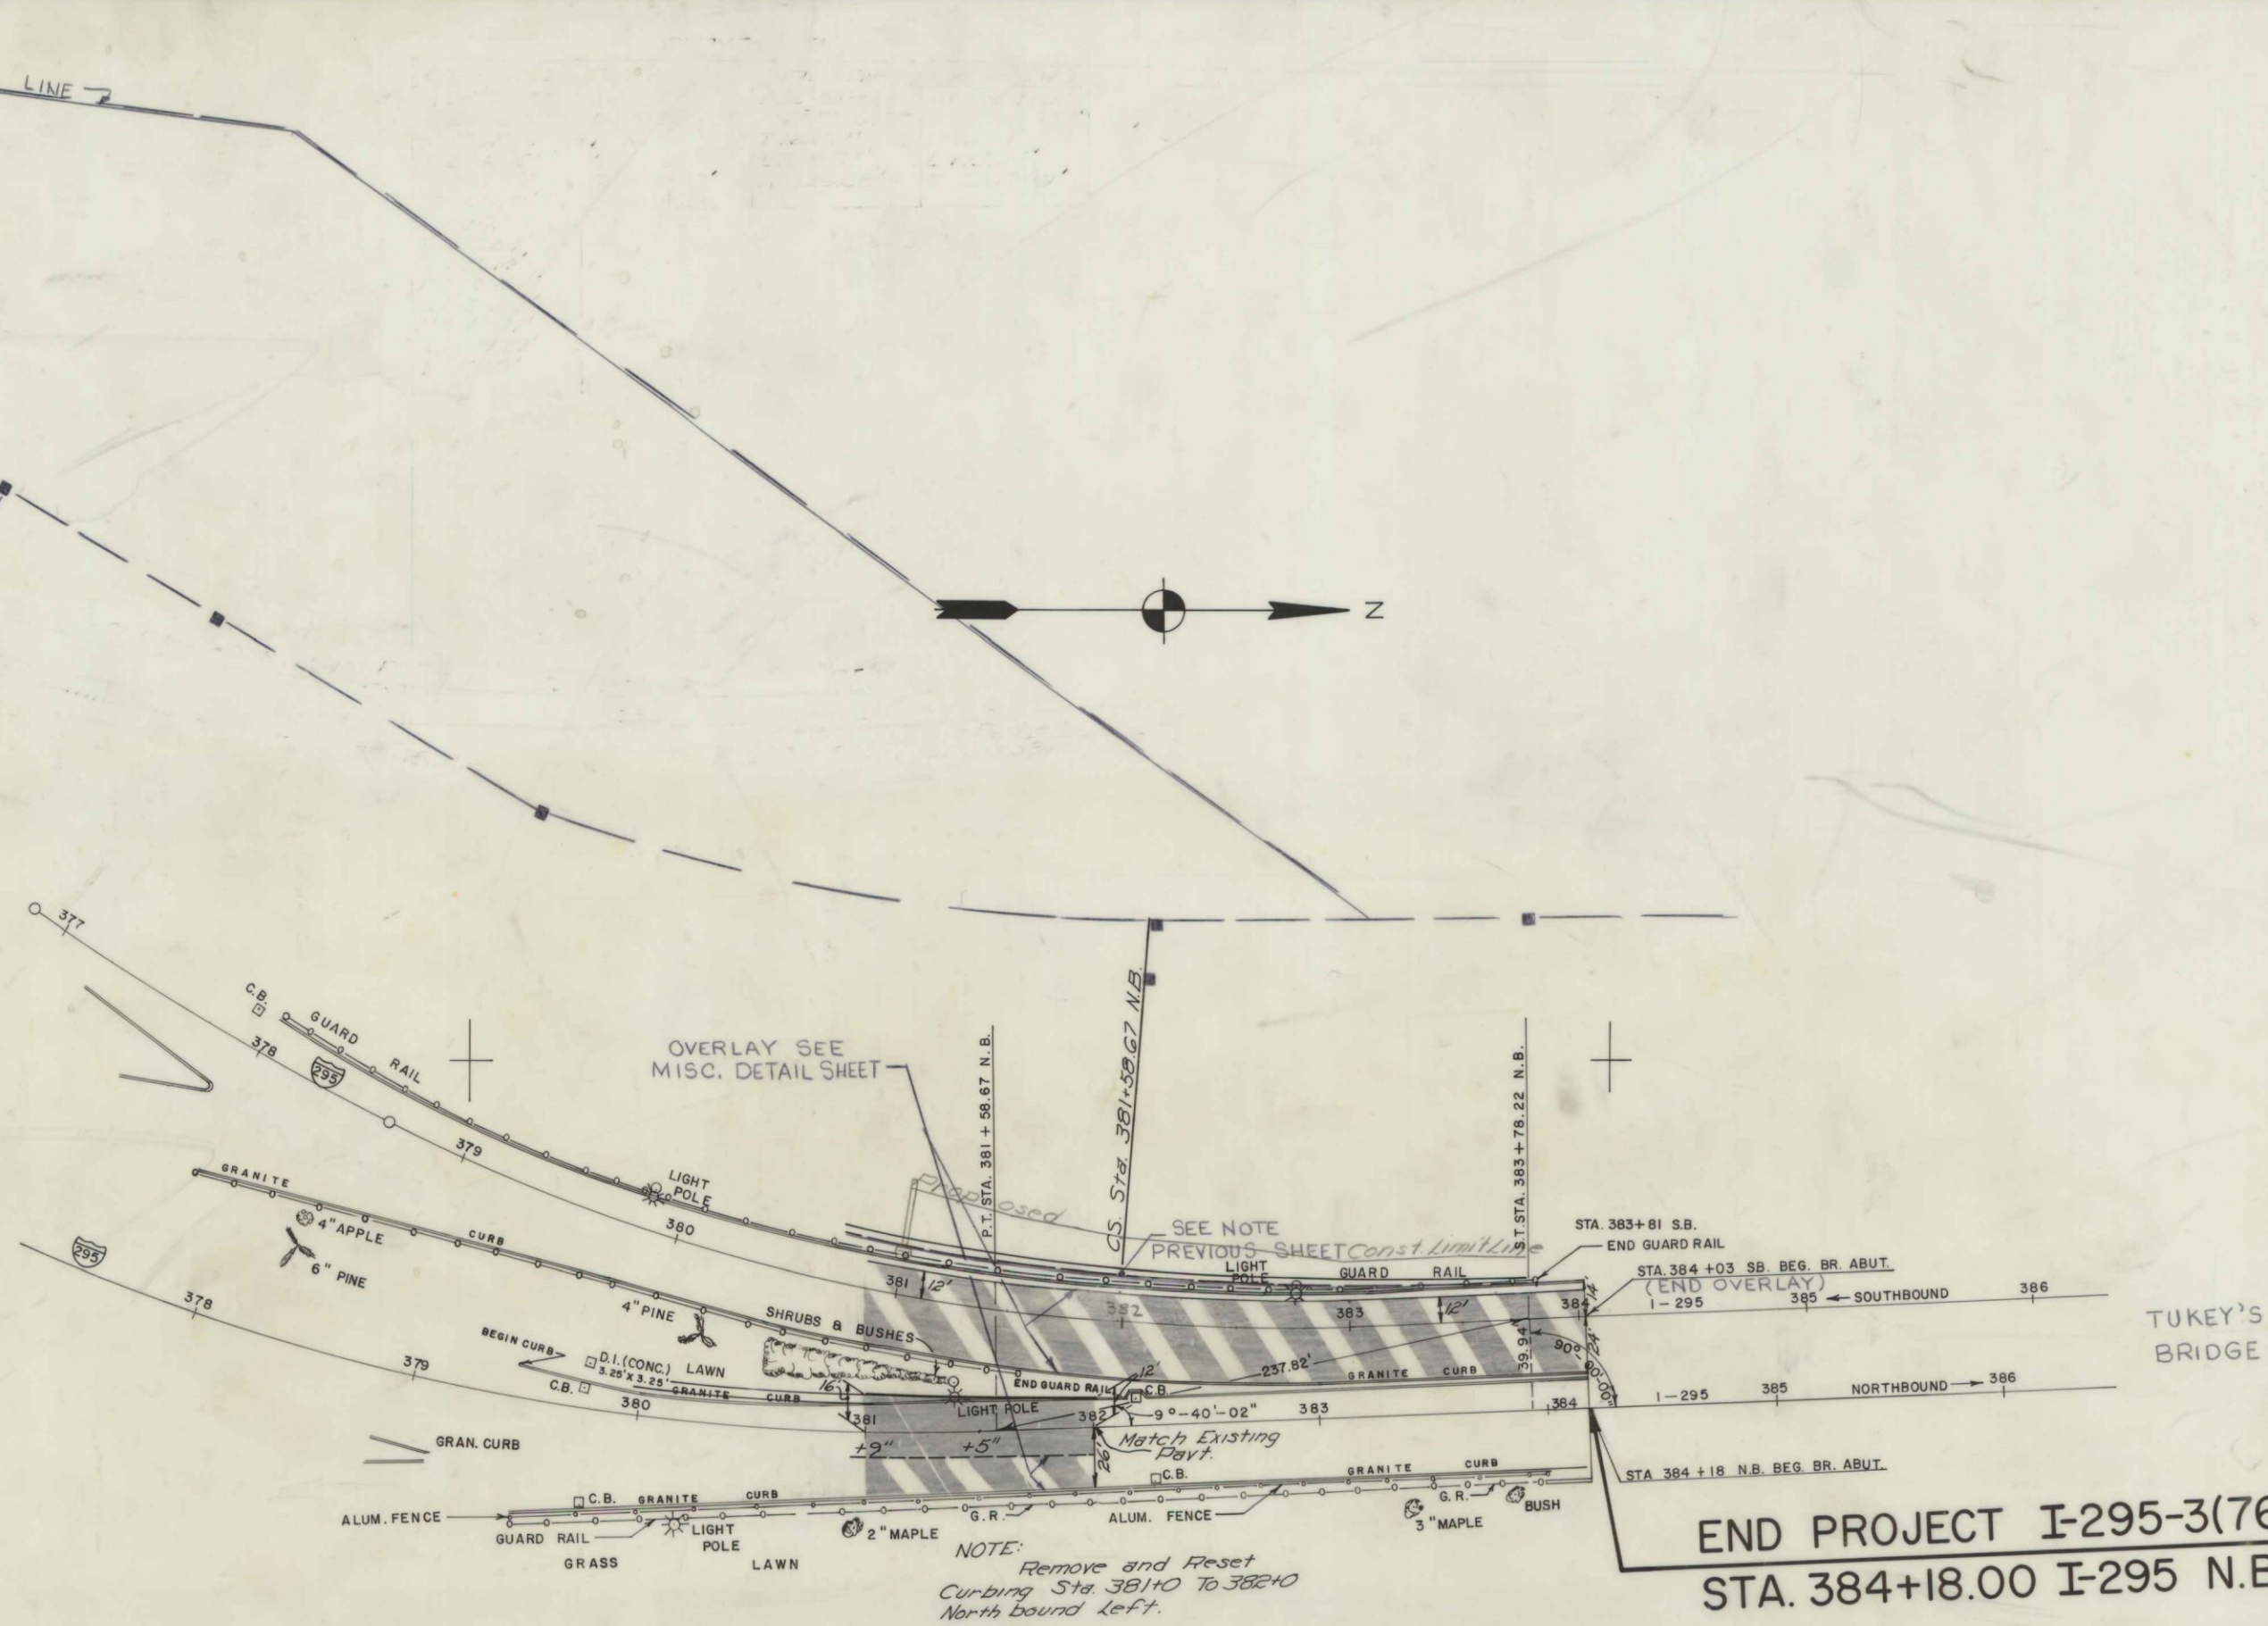 LINE
N
377
C.B.
GUARD
RAIL
378
295
379
OVERLAY SEE
MISC. DETAIL SHEET
P.T. STA. 381 + 58.67 N.B.
C.S. Sta. 381+58.67 N.B.
S.T. STA. 383+78.22 N.B.
LIGHT
POLE
380
Proposed
SEE NOTE
PREVIOUS SHEET
Const. Limit Line
LIGHT
POLE
GUARD
RAIL
STA. 383+81 S.B.
END GUARD RAIL
STA. 384 +03 SB. BEG. BR. ABUT.
(END OVERLAY)
GRANITE
CURB
4" APPLE
6" PINE
295
378
4" PINE
SHRUBS & BUSHES
381
12'
382
383
12'
384
14'
I-295
385
SOUTHBOUND
386
TUKEY'S
BRIDGE
BEGIN CURB
D.I. (CONC.)
3.25' X 3.25'
LAWN
C.B.
GRANITE
CURB
16'
END GUARD RAIL
12'
C.B.
237.82'
GRANITE
CURB
39.94'
24'
90°-00'-00"
379
380
381
LIGHT POLE
382
9°-40'-02"
383
384
I-295
385
NORTHBOUND
386
GRAN. CURB
+9"
+5"
26'
Match Existing
Pavt.
C.B.
GRANITE
CURB
STA 384 +18 N.B. BEG. BR. ABUT.
C.B.
GRANITE
CURB
ALUM. FENCE
GUARD RAIL
LIGHT
POLE
2" MAPLE
G.R.
ALUM. FENCE
3" MAPLE
G.R.
BUSH
GRASS
LAWN
NOTE:
Remove and Reset
Curbing Sta. 381+0 To 382+0
North bound Left.
END PROJECT I-295-3(76
STA. 384+18.00 I-295 N.B